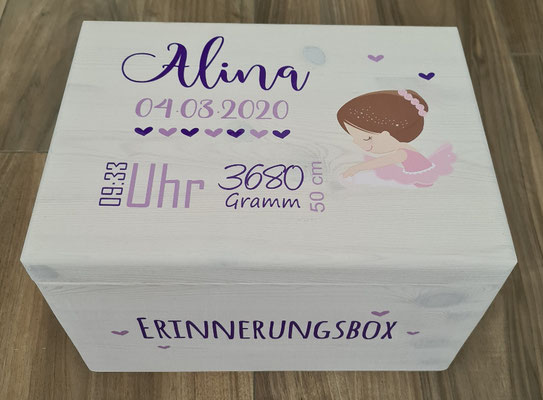 Alina
04·08·2020
09:33 Uhr
3680 Gramm
50 cm
ERINNERUNGSBOX